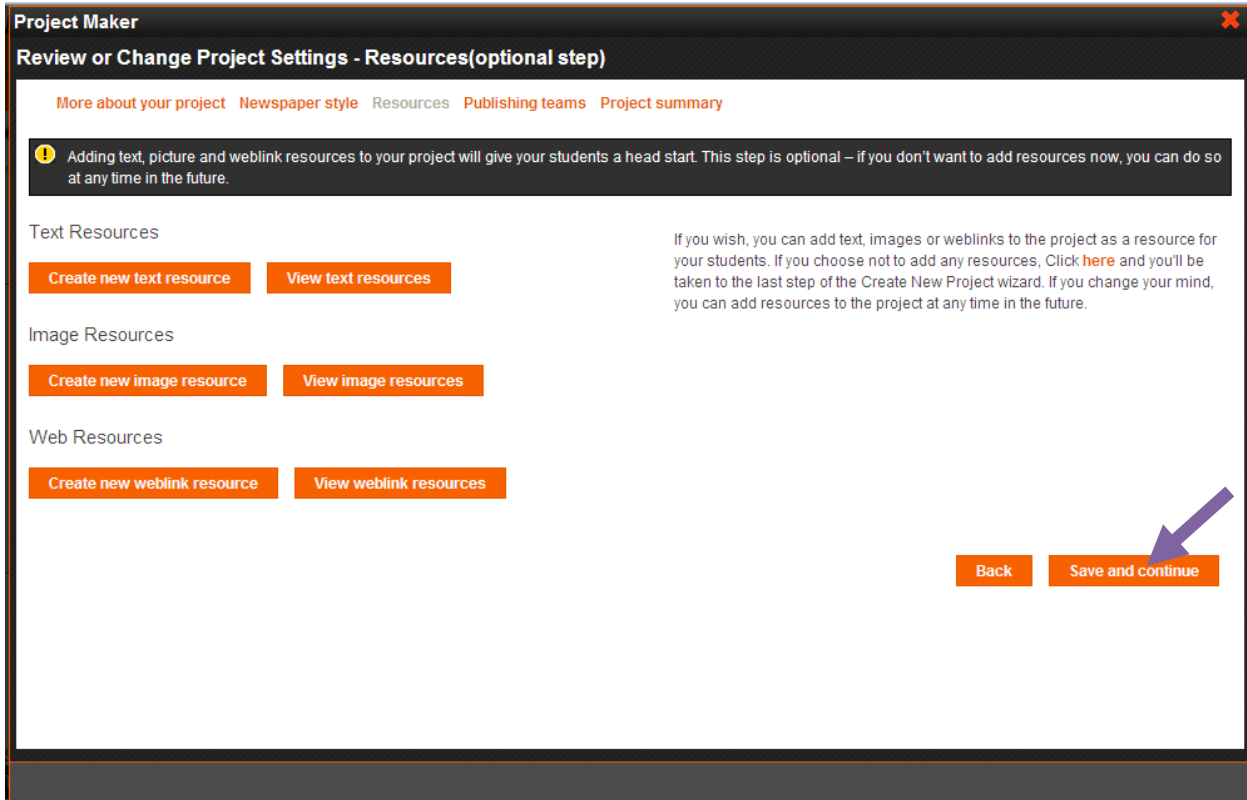 Project Maker
Review or Change Project Settings - Resources(optional step)
More about your project Newspaper style Resources Publishing teams Project summary
Adding text, picture and weblink resources to your project will give your students a head start. This step is optional – if you don't want to add resources now, you can do so
at any time in the future.
Text Resources
Create new text resource View text resources
If you wish, you can add text, images or weblinks to the project as a resource for
your students. If you choose not to add any resources, Click here and you'll be
taken to the last step of the Create New Project wizard. If you change your mind,
you can add resources to the project at any time in the future.
Image Resources
Create new image resource View image resources
Web Resources
Create new weblink resource View weblink resources
Back Save and continue